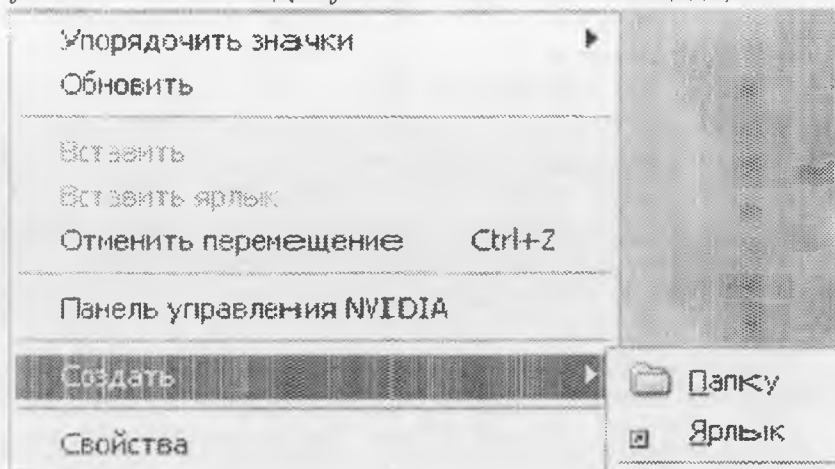 Упорядочить значки
Обновить
Вставить
Вставить ярлык
Отменить перемещение Ctrl+Z
Панель управления NVIDIA
Создать
Папку
Ярлык
Свойства